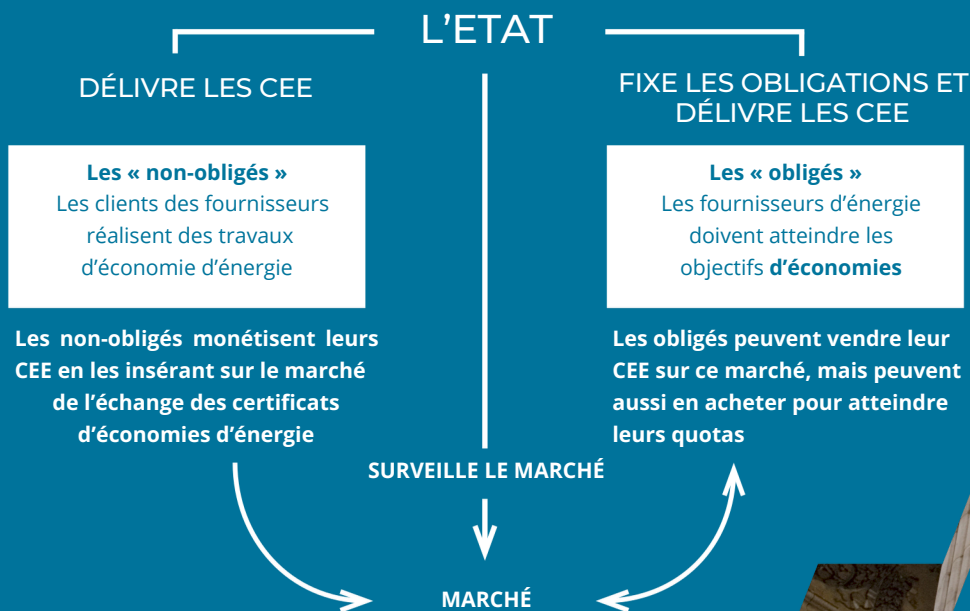 L’ETAT
DÉLIVRE LES CEE
Les « non-obligés »
Les clients des fournisseurs
réalisent des travaux
d’économie d’énergie
Les non-obligés monétisent leurs
CEE en les insérant sur le marché
de l’échange des certificats
d’économies d’énergie
FIXE LES OBLIGATIONS ET
DÉLIVRE LES CEE
Les « obligés »
Les fournisseurs d’énergie
doivent atteindre les
objectifs d’économies
Les obligés peuvent vendre leur
CEE sur ce marché, mais peuvent
aussi en acheter pour atteindre
leurs quotas
SURVEILLE LE MARCHÉ
MARCHÉ